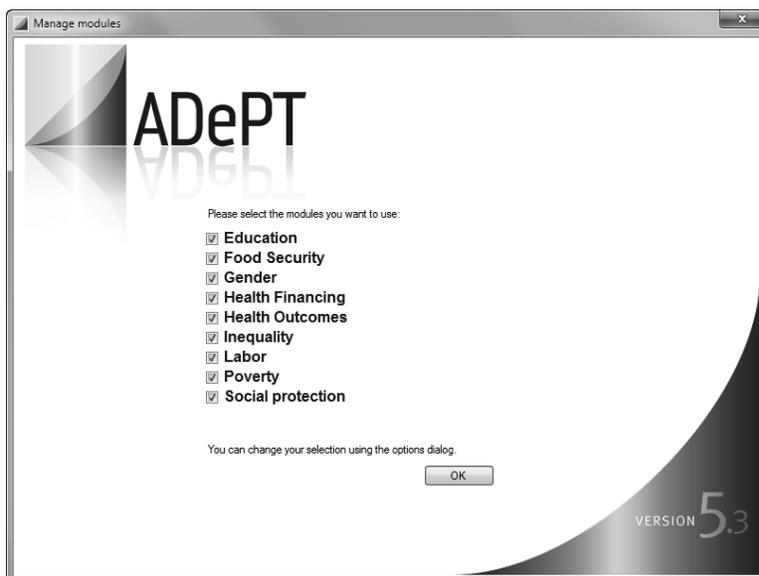 Manage modules
ADePT
Please select the modules you want to use:
Education
Food Security
Gender
Health Financing
Health Outcomes
Inequality
Labor
Poverty
Social protection
You can change your selection using the options dialog.
OK
VERSION 5.3